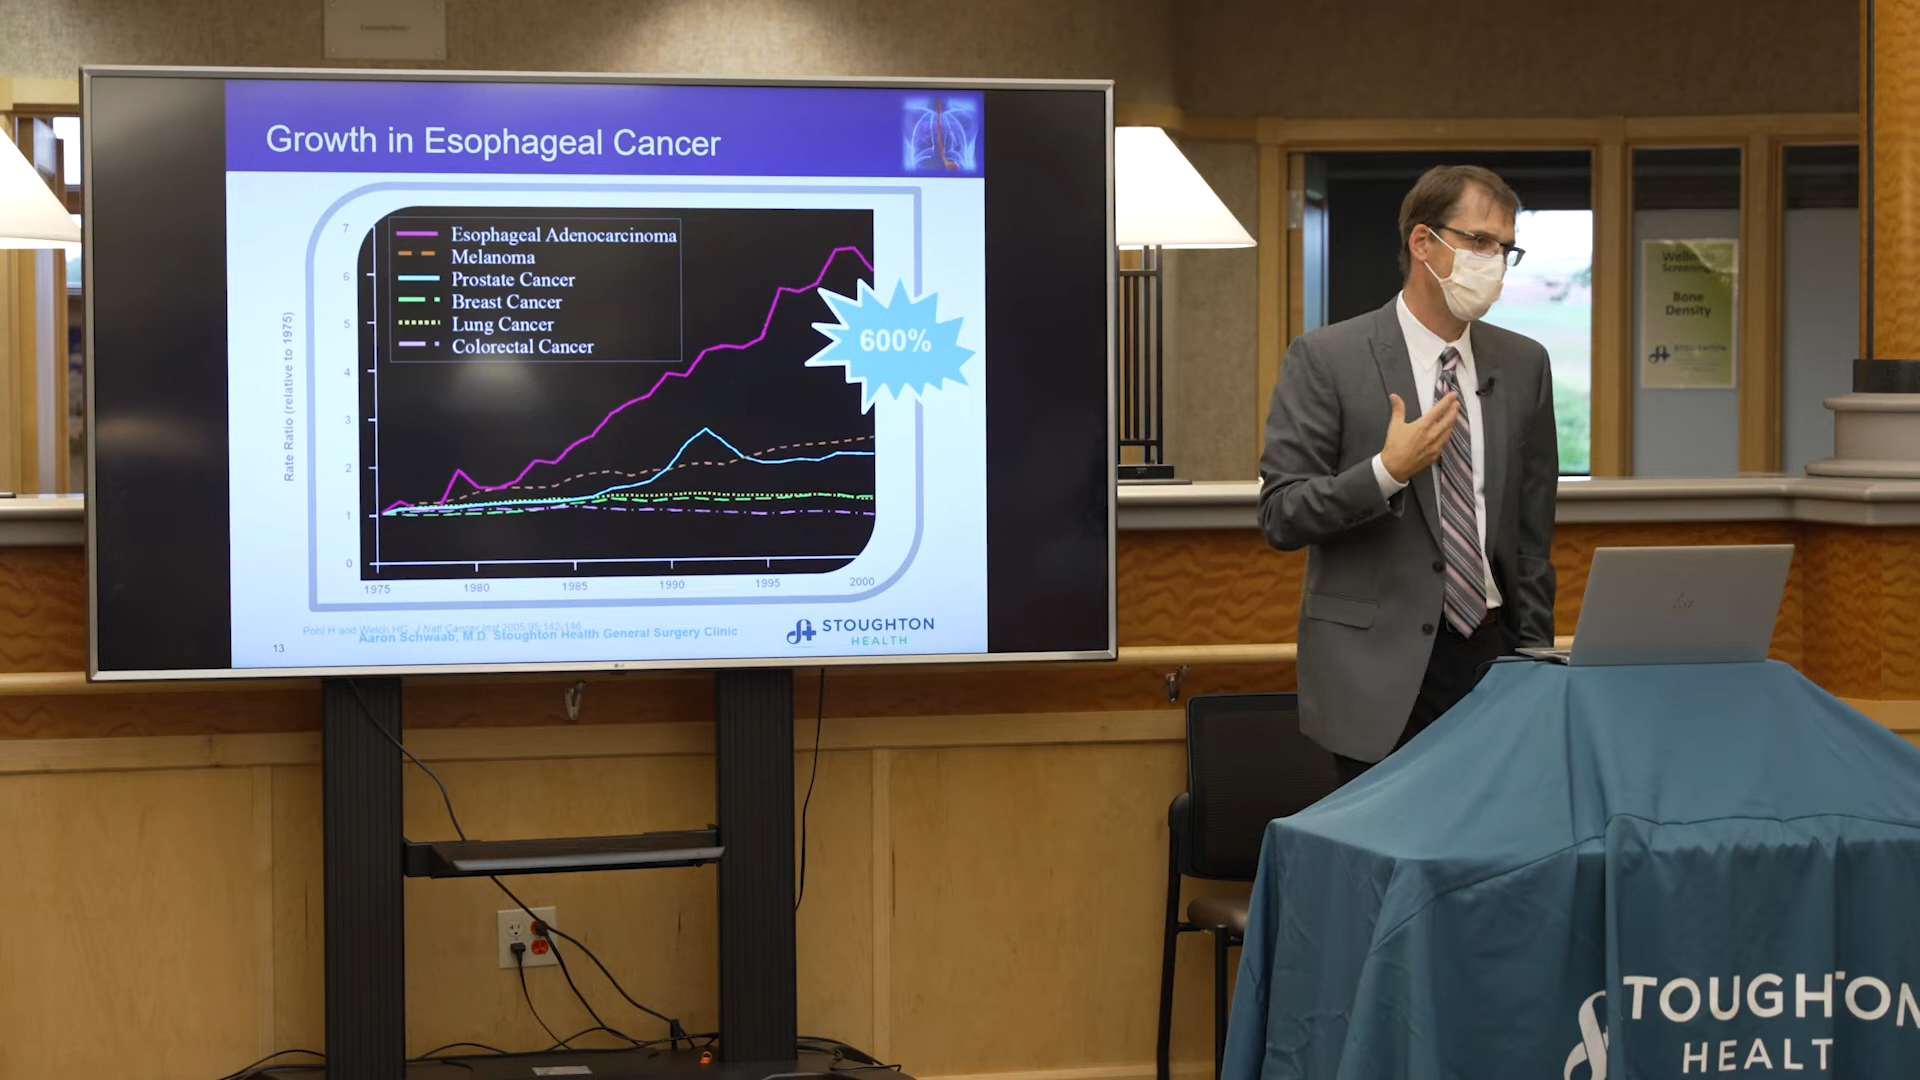 Growth in Esophageal Cancer
Esophageal Adenocarcinoma
Melanoma
Prostate Cancer
Breast Cancer
Lung Cancer
Colorectal Cancer
600%
Rate Ratio (relative to 1975)
7
6
5
4
3
2
1
0
1975 1980 1985 1990 1995 2000
Pohl H and Welch HG. J Natl Cancer Inst 2005;95:142-146
Aaron Schwaab, M.D. Stoughton Health General Surgery Clinic
13
STOUGHTON
HEALTH
LG
Wellness
Screening
Bone
Density
STOUGHTON
hp
STOUGHTON
HEALT